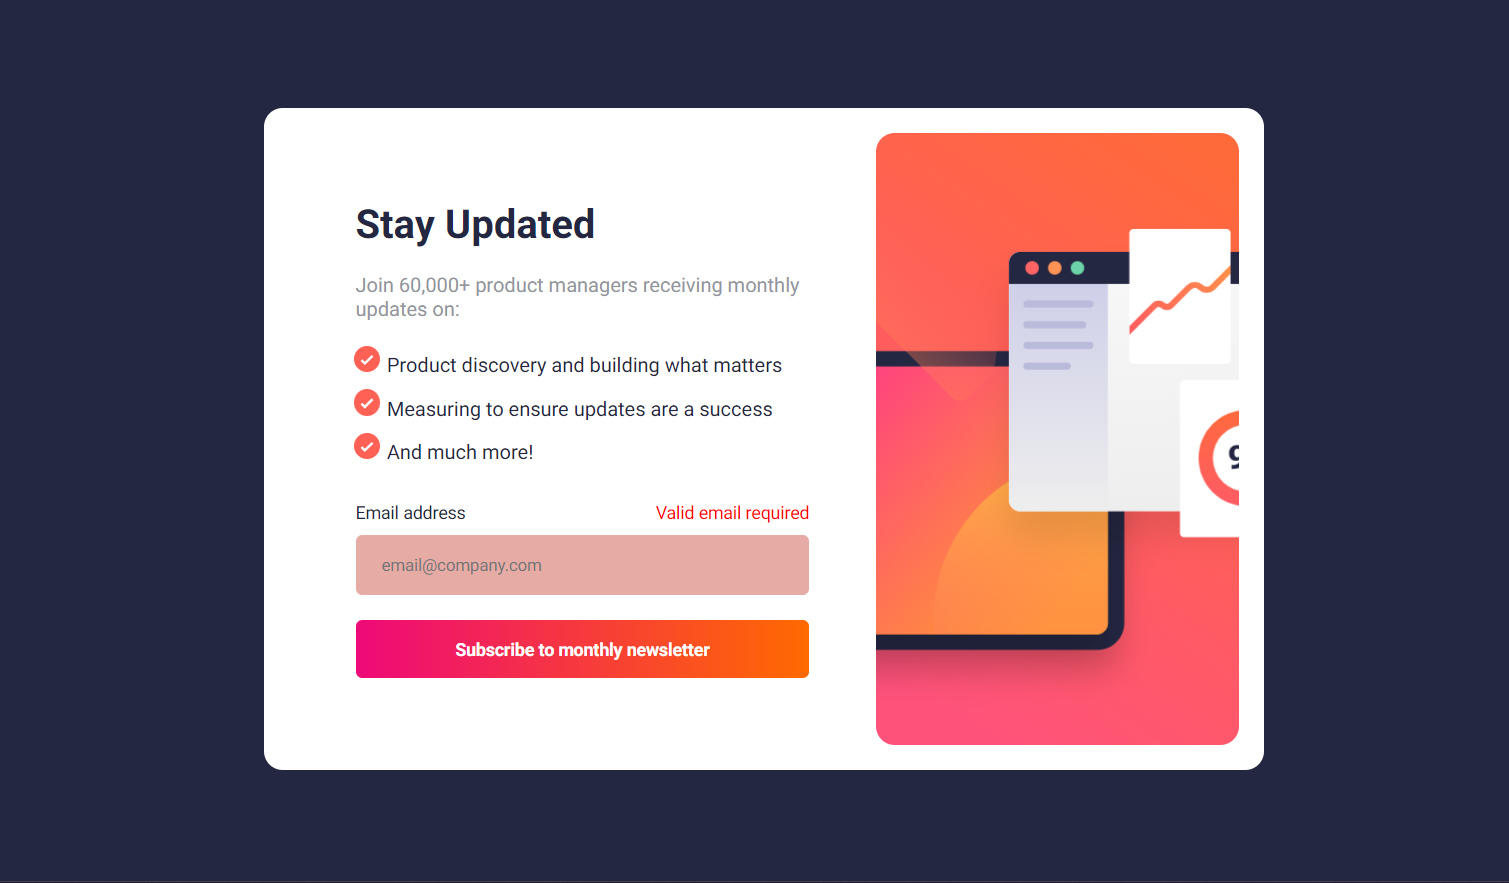 Stay Updated
Join 60,000+ product managers receiving monthly
updates on:
Product discovery and building what matters
Measuring to ensure updates are a success
And much more!
Email address
Valid email required
email@company.com
Subscribe to monthly newsletter
9